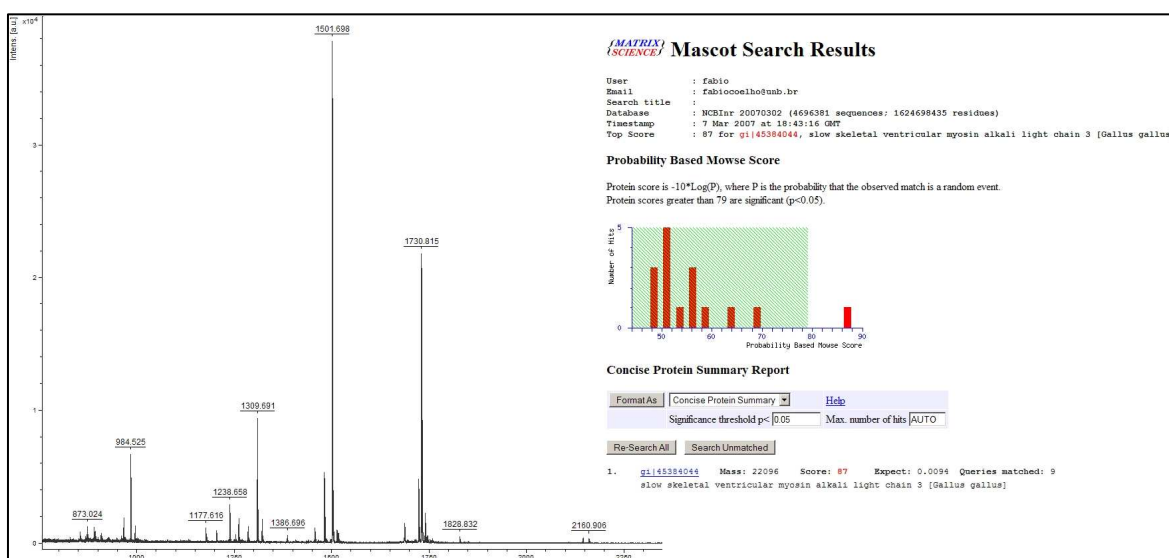 Intens. [a.u.]
x10⁴
3
2
1
0
1501.698
1730.815
1309.691
984.525
1238.658
873.024
1177.616
1386.696
1828.832
2160.906
1000
1250
1500
1750
2000
2250
{MATRIX
SCIENCE} Mascot Search Results
User : fabio
Email : fabiocoelho@unb.br
Search title :
Database : NCBInr 20070302 (4696381 sequences; 1624698435 residues)
Timestamp : 7 Mar 2007 at 18:43:16 GMT
Top Score : 87 for gi|45384044, slow skeletal ventricular myosin alkali light chain 3 [Gallus gallus
Probability Based Mowse Score
Protein score is -10*Log(P), where P is the probability that the observed match is a random event.
Protein scores greater than 79 are significant (p<0.05).
Number of Hits
5
0
50 60 70 80 90
Probability Based Mowse Score
Concise Protein Summary Report
Format As Concise Protein Summary Help
Significance threshold p< 0.05 Max. number of hits AUTO
Re-Search All Search Unmatched
1. gi|45384044 Mass: 22096 Score: 87 Expect: 0.0094 Queries matched: 9
slow skeletal ventricular myosin alkali light chain 3 [Gallus gallus]